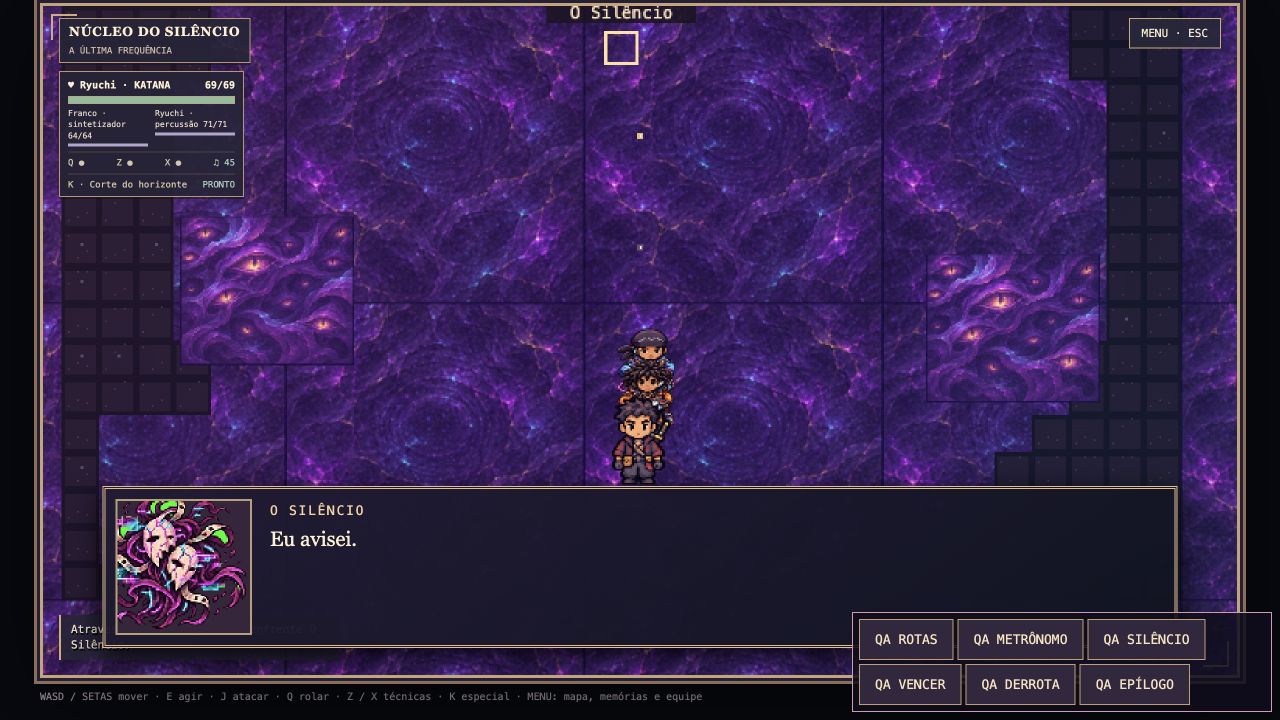 O Silêncio
NÚCLEO DO SILÊNCIO
A ÚLTIMA FREQUÊNCIA
MENU · ESC
♥ Ryuchi · KATANA 69/69
Franco · sintetizador 64/64
Ryuchi · percussão 71/71
Q ● Z ● X ● ♫ 45
K · Corte do horizonte PRONTO
O SILÊNCIO
Eu avisei.
QA ROTAS QA METRÔNOMO QA SILÊNCIO
QA VENCER QA DERROTA QA EPÍLOGO
WASD / SETAS mover · E agir · J atacar · Q rolar · Z / X técnicas · K especial · MENU: mapa, memórias e equipe